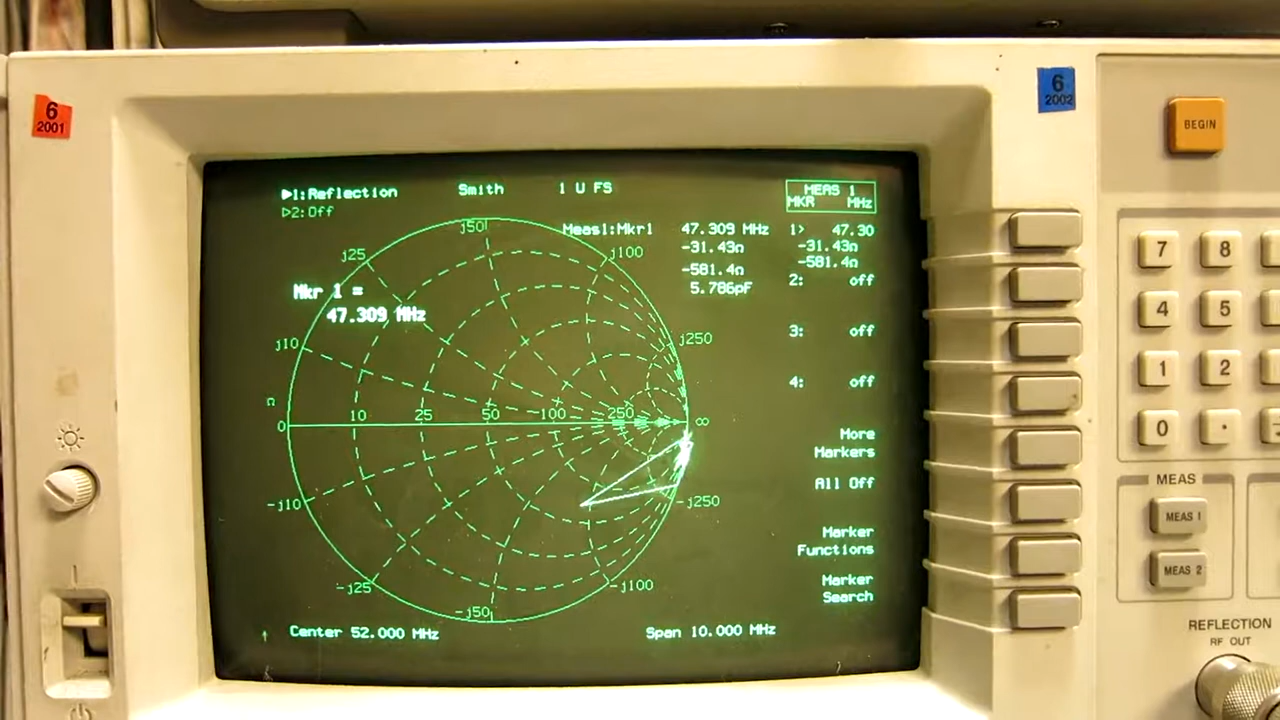 6
2001
6
2002
BEGIN
▶1:Reflection Smith 1 U FS
▷2:Off
MEAS 1
MKR MHz
Meas1:Mkr1 47.309 MHz
-31.43Ω
-581.4Ω
5.786pF
1> 47.30
-31.43Ω
-581.4Ω
2: off
3: off
4: off
More
Markers
All Off
Marker
Functions
Marker
Search
Mkr 1 =
47.309 MHz
j50
j25
j100
j10
j250
Ω
0 10 25 50 100 250 ∞
-j10
-j250
-j25
-j100
-j50
Center 52.000 MHz Span 10.000 MHz
7 8
4 5
1 2
0 .
MEAS
MEAS 1
MEAS 2
REFLECTION
RF OUT